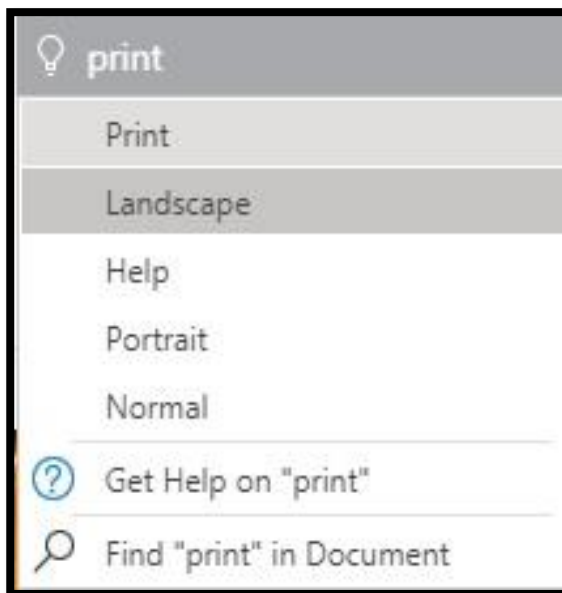 print
Print
Landscape
Help
Portrait
Normal
Get Help on "print"
Find "print" in Document